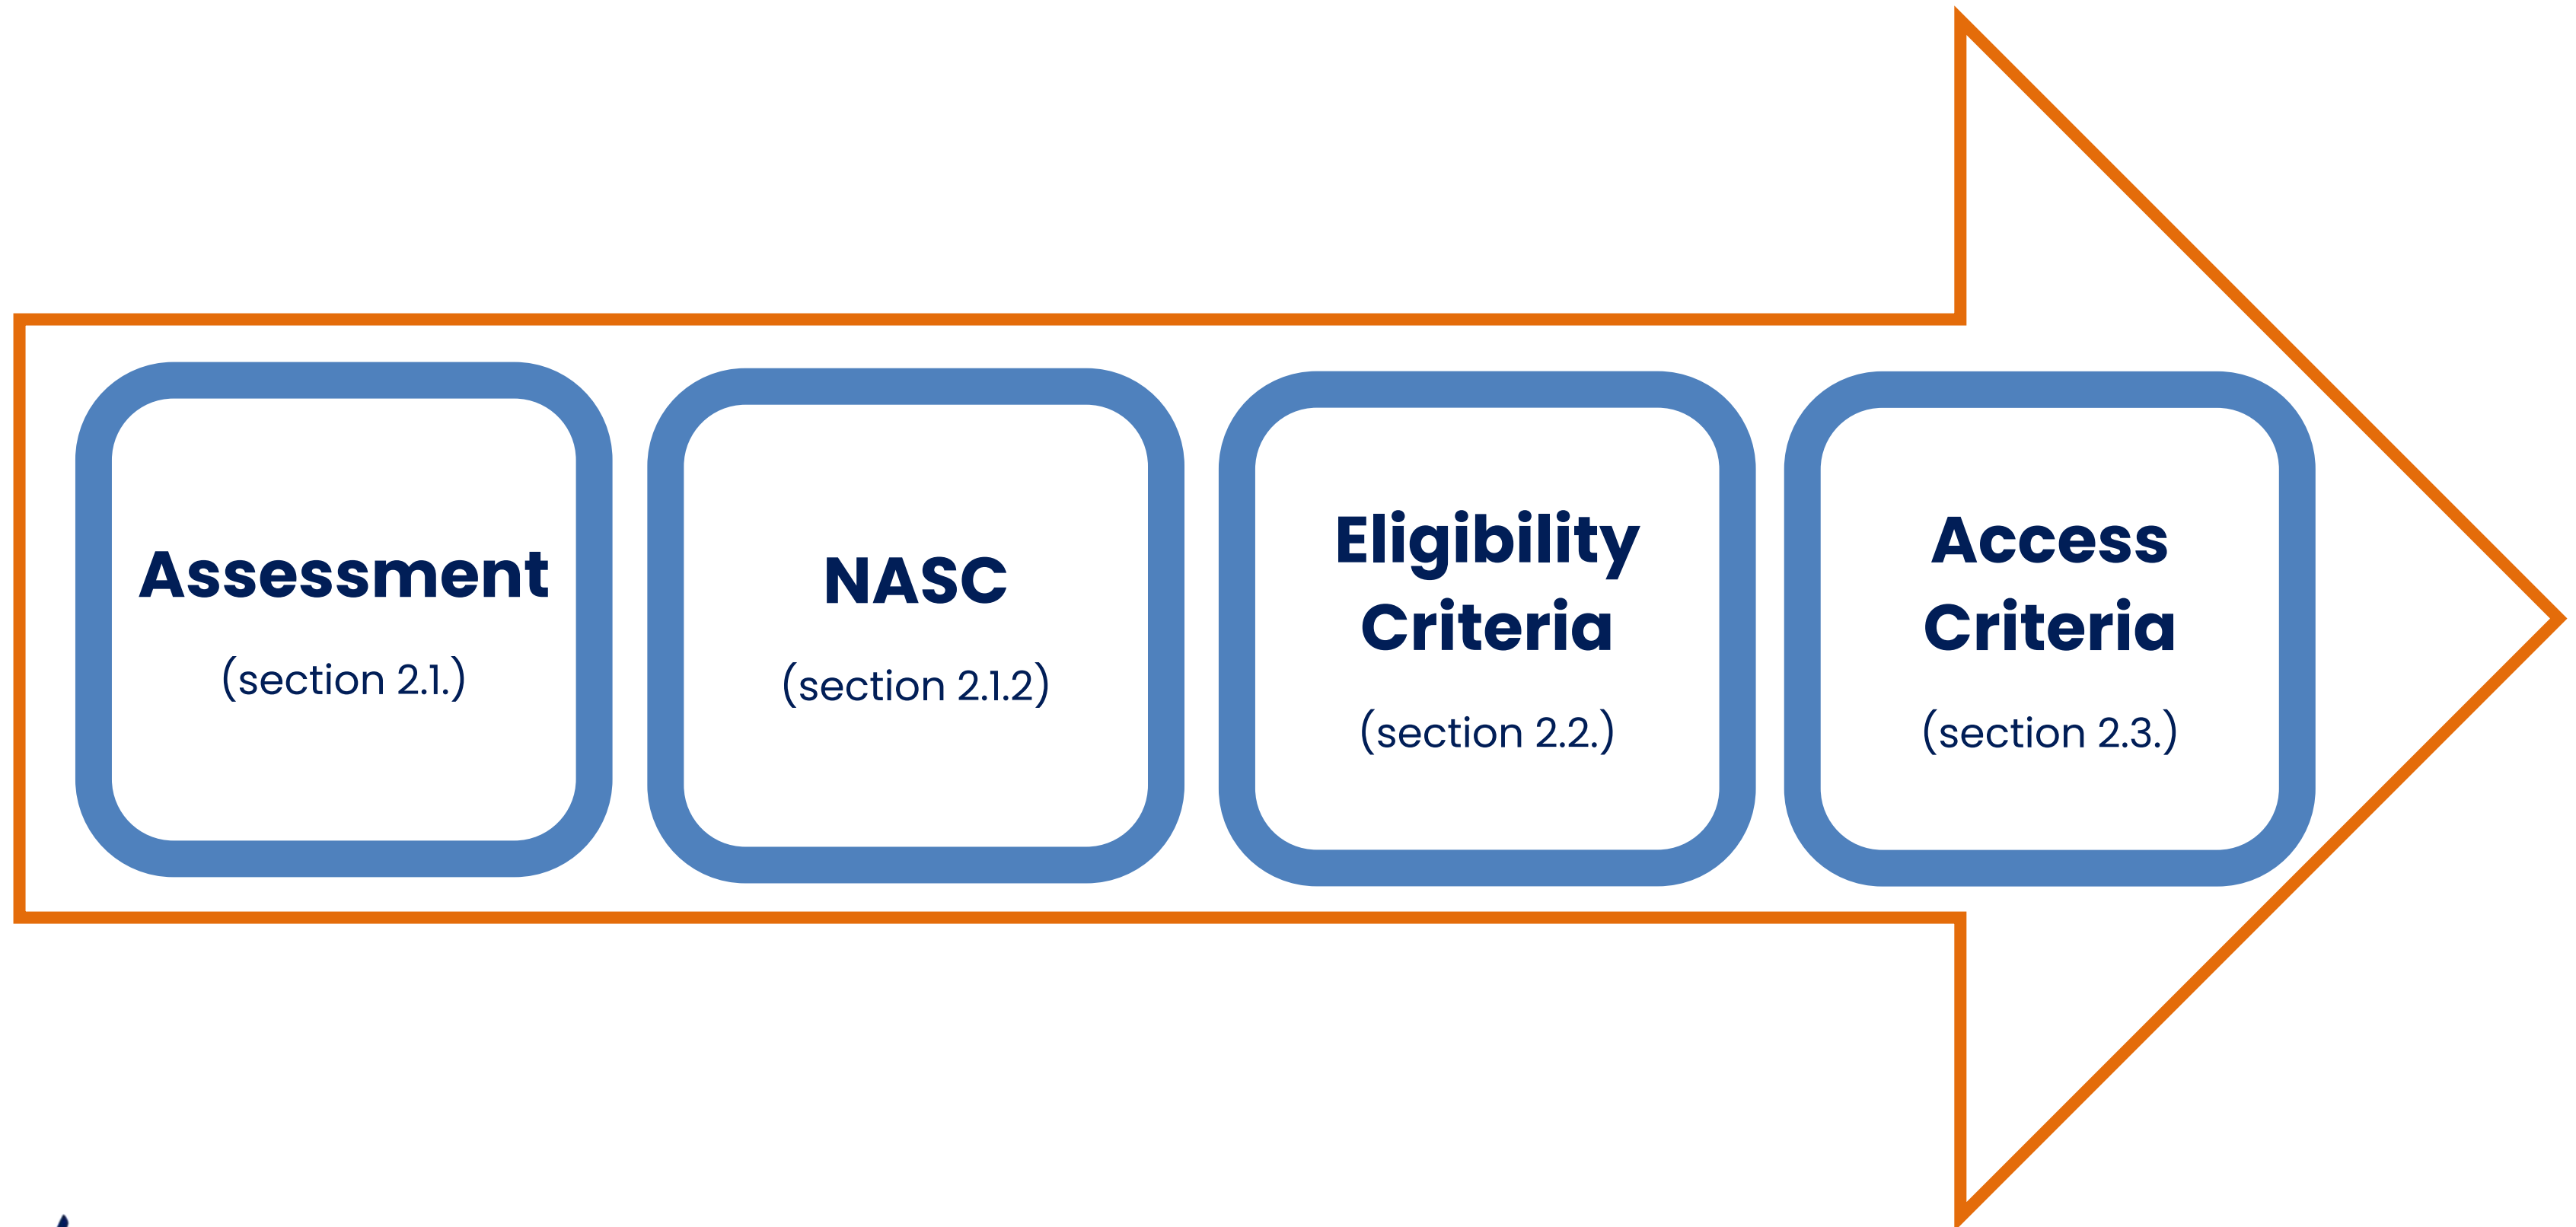 Assessment
(section 2.1.)
NASC
(section 2.1.2)
Eligibility
Criteria
(section 2.2.)
Access
Criteria
(section 2.3.)